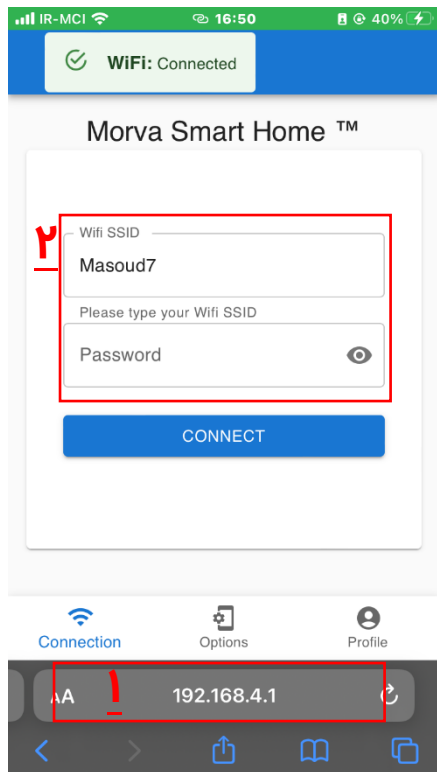 IR-MCI 16:50 40%
WiFi: Connected
Morva Smart Home ™
۲
Wifi SSID
Masoud7
Please type your Wifi SSID
Password
CONNECT
Connection Options Profile
۱
AA 192.168.4.1